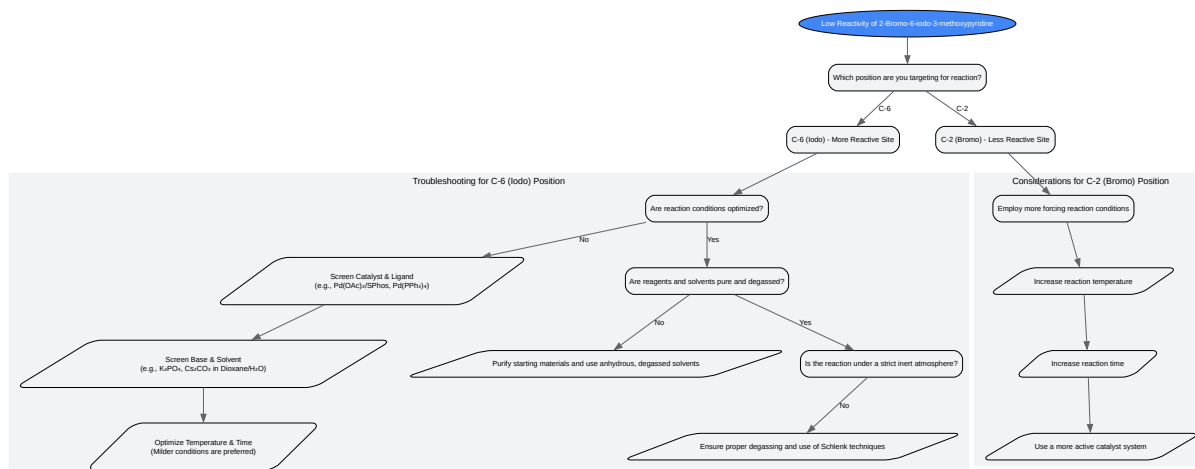 Low Reactivity of 2-Bromo-6-iodo-3-methoxypyridine
Which position are you targeting for reaction?
C-6
C-2
C-6 (Iodo) - More Reactive Site
C-2 (Bromo) - Less Reactive Site
Troubleshooting for C-6 (Iodo) Position
Considerations for C-2 (Bromo) Position
Are reaction conditions optimized?
Employ more forcing reaction conditions
No
Yes
Screen Catalyst & Ligand
(e.g., Pd(OAc)₂/SPhos, Pd(PPh₃)₄)
Are reagents and solvents pure and degassed?
Increase reaction temperature
No
Yes
Screen Base & Solvent
(e.g., K₃PO₄, Cs₂CO₃ in Dioxane/H₂O)
Purify starting materials and use anhydrous, degassed solvents
Is the reaction under a strict inert atmosphere?
Increase reaction time
No
Optimize Temperature & Time
(Milder conditions are preferred)
Ensure proper degassing and use of Schlenk techniques
Use a more active catalyst system